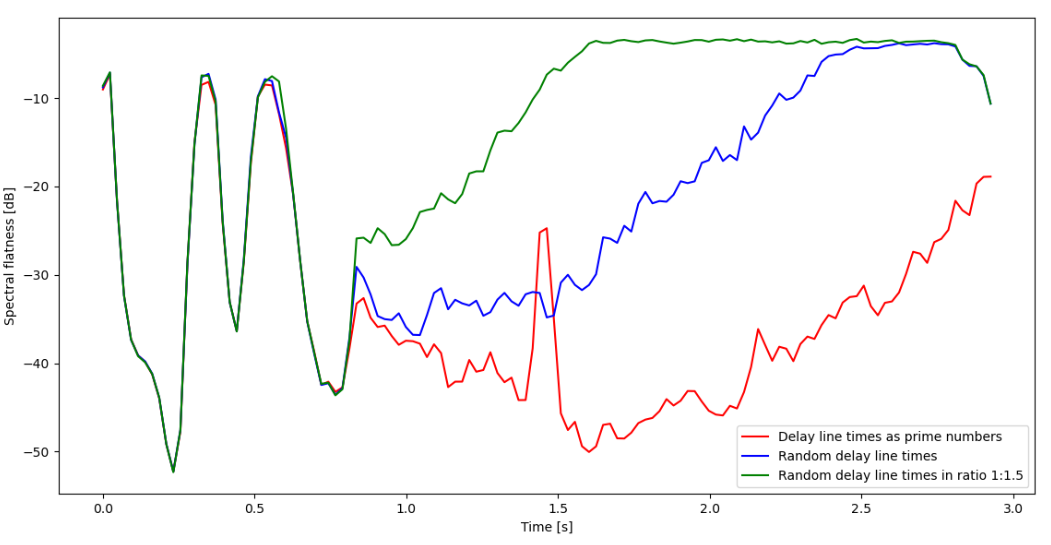 Spectral flatness [dB]
−10
−20
−30
−40
−50
0.0 0.5 1.0 1.5 2.0 2.5 3.0
Time [s]
Delay line times as prime numbers
Random delay line times
Random delay line times in ratio 1:1.5